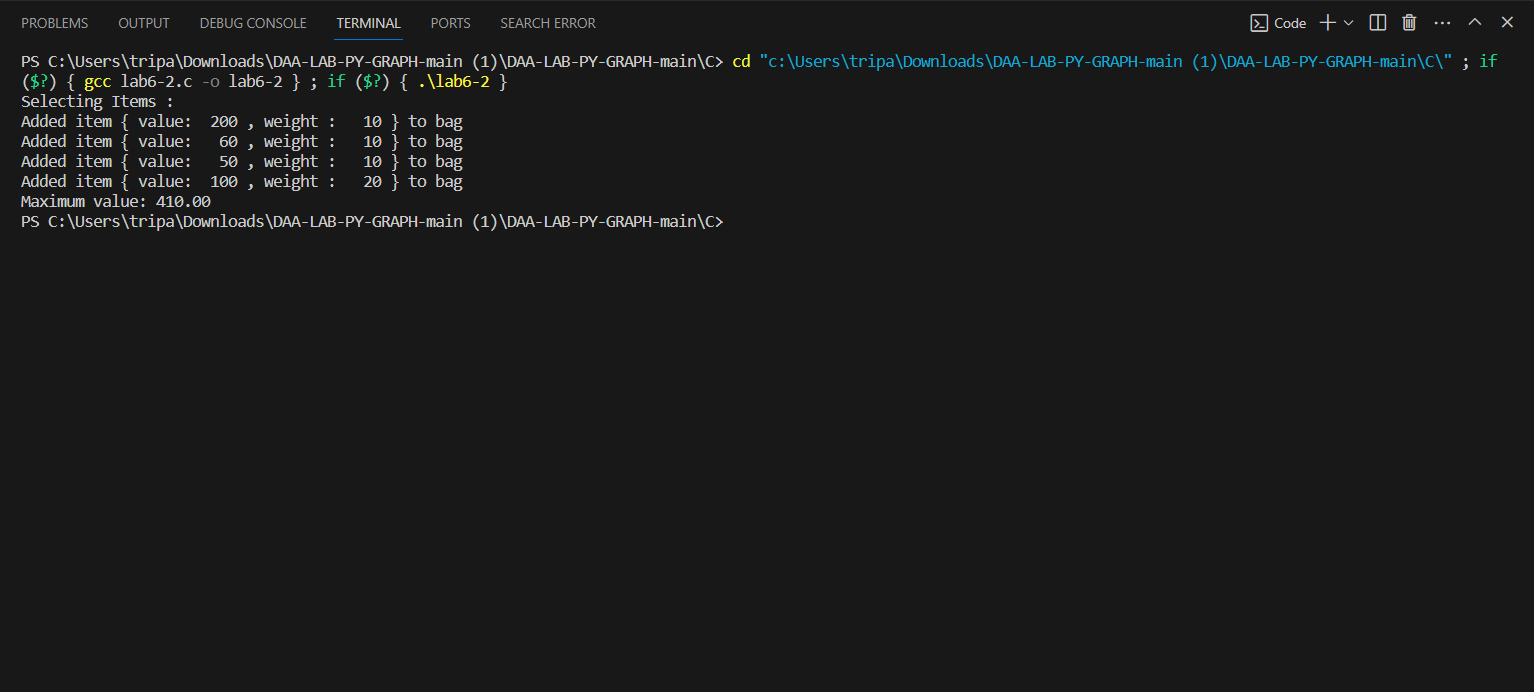 PROBLEMS OUTPUT DEBUG CONSOLE TERMINAL PORTS SEARCH ERROR Code
PS C:\Users\tripa\Downloads\DAA-LAB-PY-GRAPH-main (1)\DAA-LAB-PY-GRAPH-main\C> cd "c:\Users\tripa\Downloads\DAA-LAB-PY-GRAPH-main (1)\DAA-LAB-PY-GRAPH-main\C\" ; if
($?) { gcc lab6-2.c -o lab6-2 } ; if ($?) { .\lab6-2 }
Selecting Items :
Added item { value:  200 , weight :   10 } to bag
Added item { value:   60 , weight :   10 } to bag
Added item { value:   50 , weight :   10 } to bag
Added item { value:  100 , weight :   20 } to bag
Maximum value: 410.00
PS C:\Users\tripa\Downloads\DAA-LAB-PY-GRAPH-main (1)\DAA-LAB-PY-GRAPH-main\C>